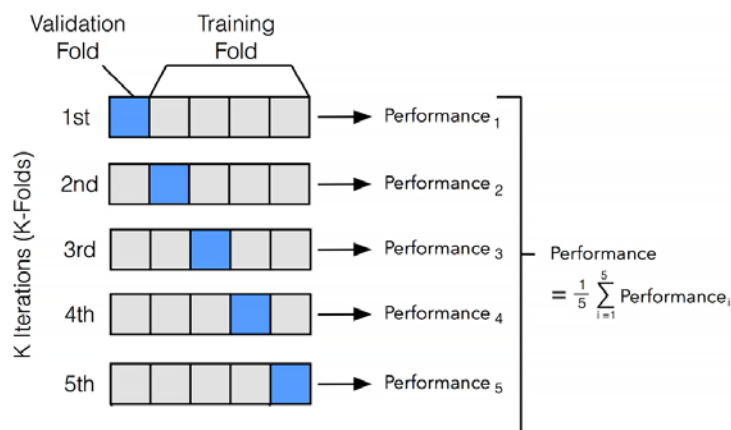 Validation
Fold
Training
Fold
K Iterations (K-Folds)
1st
Performance 1
2nd
Performance 2
3rd
Performance 3
4th
Performance 4
5th
Performance 5
Performance
= 1/5 5∑i=1 Performance i